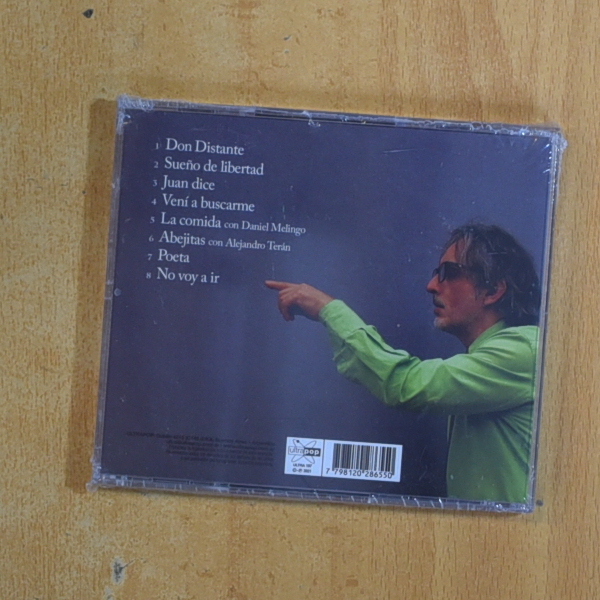 1 Don Distante
2 Sueño de libertad
3 Juan dice
4 Vení a buscarme
5 La comida con Daniel Melingo
6 Abejitas con Alejandro Terán
7 Poeta
8 No voy a ir
ultrapop
7 798120 286550